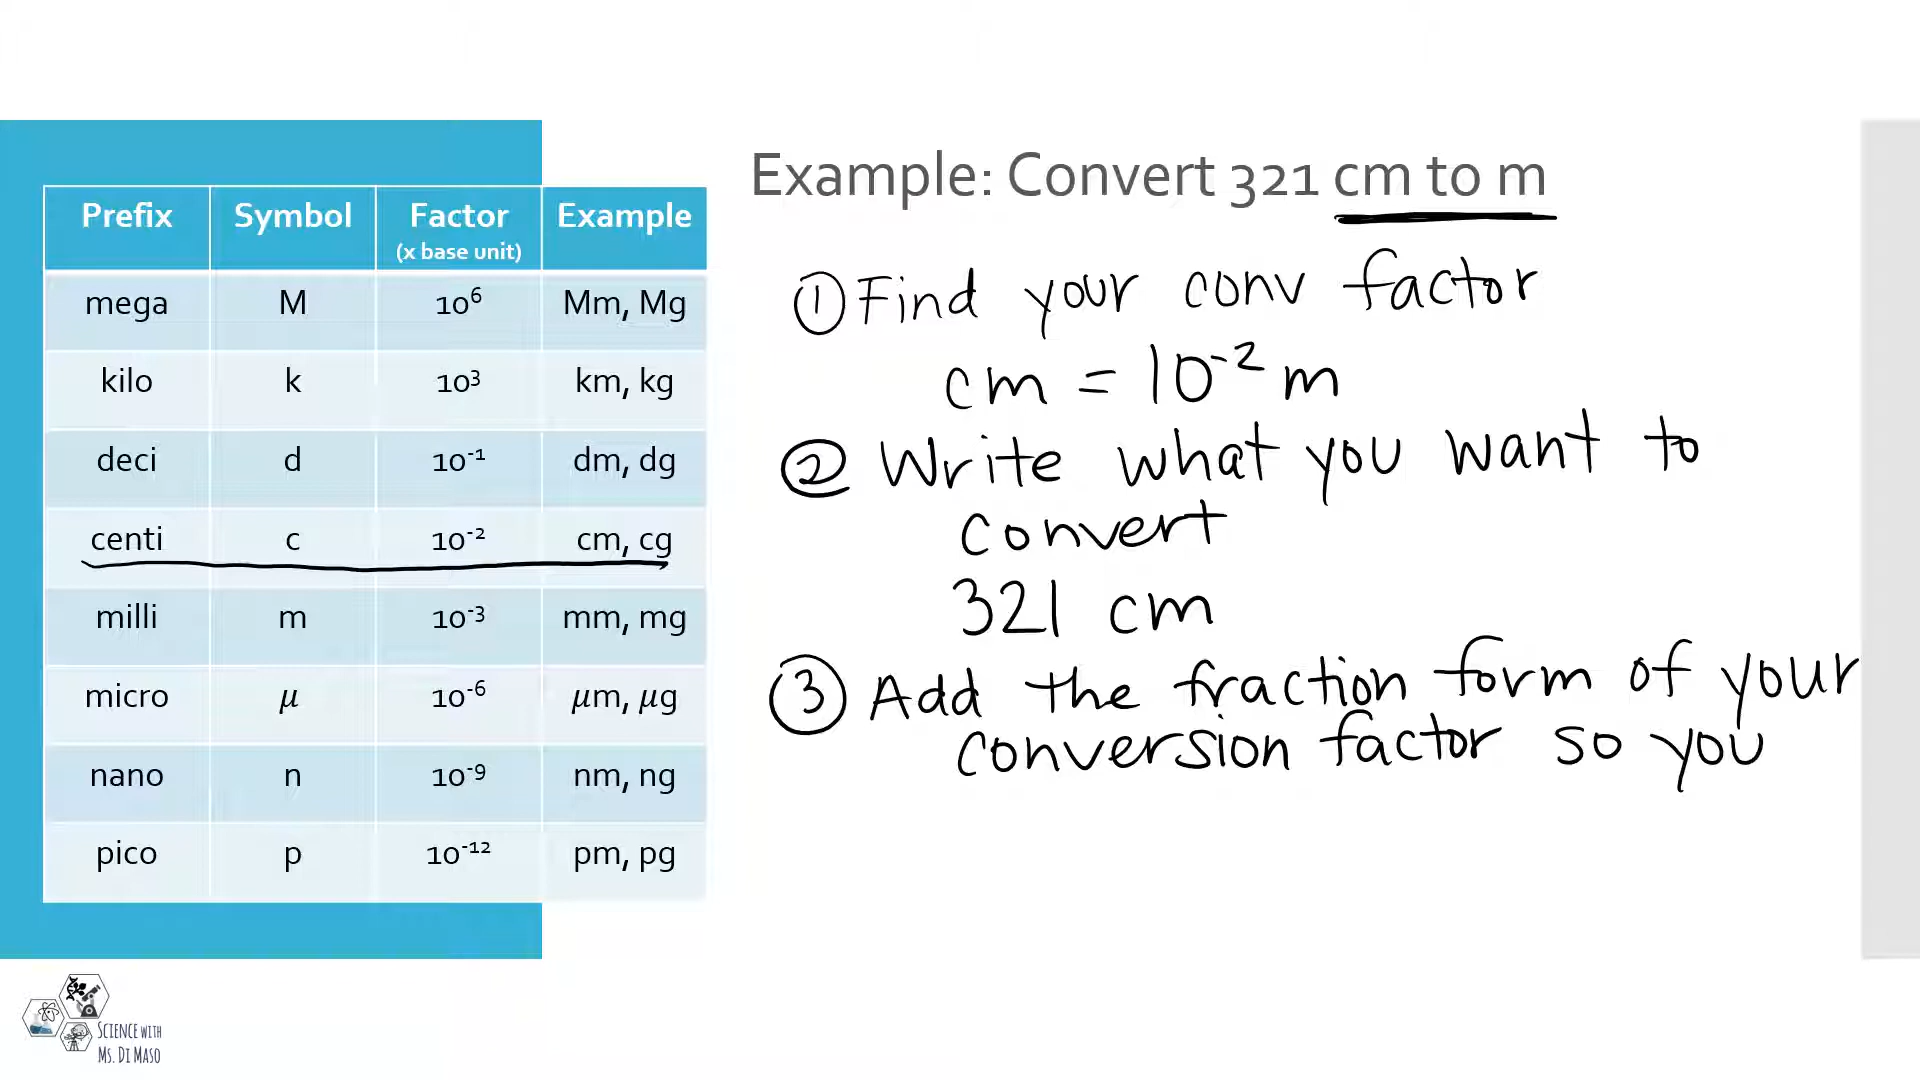 Example: Convert 321 cm to m
Prefix Symbol Factor (x base unit) Example
mega M 10⁶ Mm, Mg
kilo k 10³ km, kg
deci d 10⁻¹ dm, dg
centi c 10⁻² cm, cg
milli m 10⁻³ mm, mg
micro μ 10⁻⁶ μm, μg
nano n 10⁻⁹ nm, ng
pico p 10⁻¹² pm, pg
① Find your conv factor
cm = 10⁻² m
② Write what you want to
convert
321 cm
③ Add the fraction form of your
conversion factor so you
SCIENCE WITH
MS. DI MASO